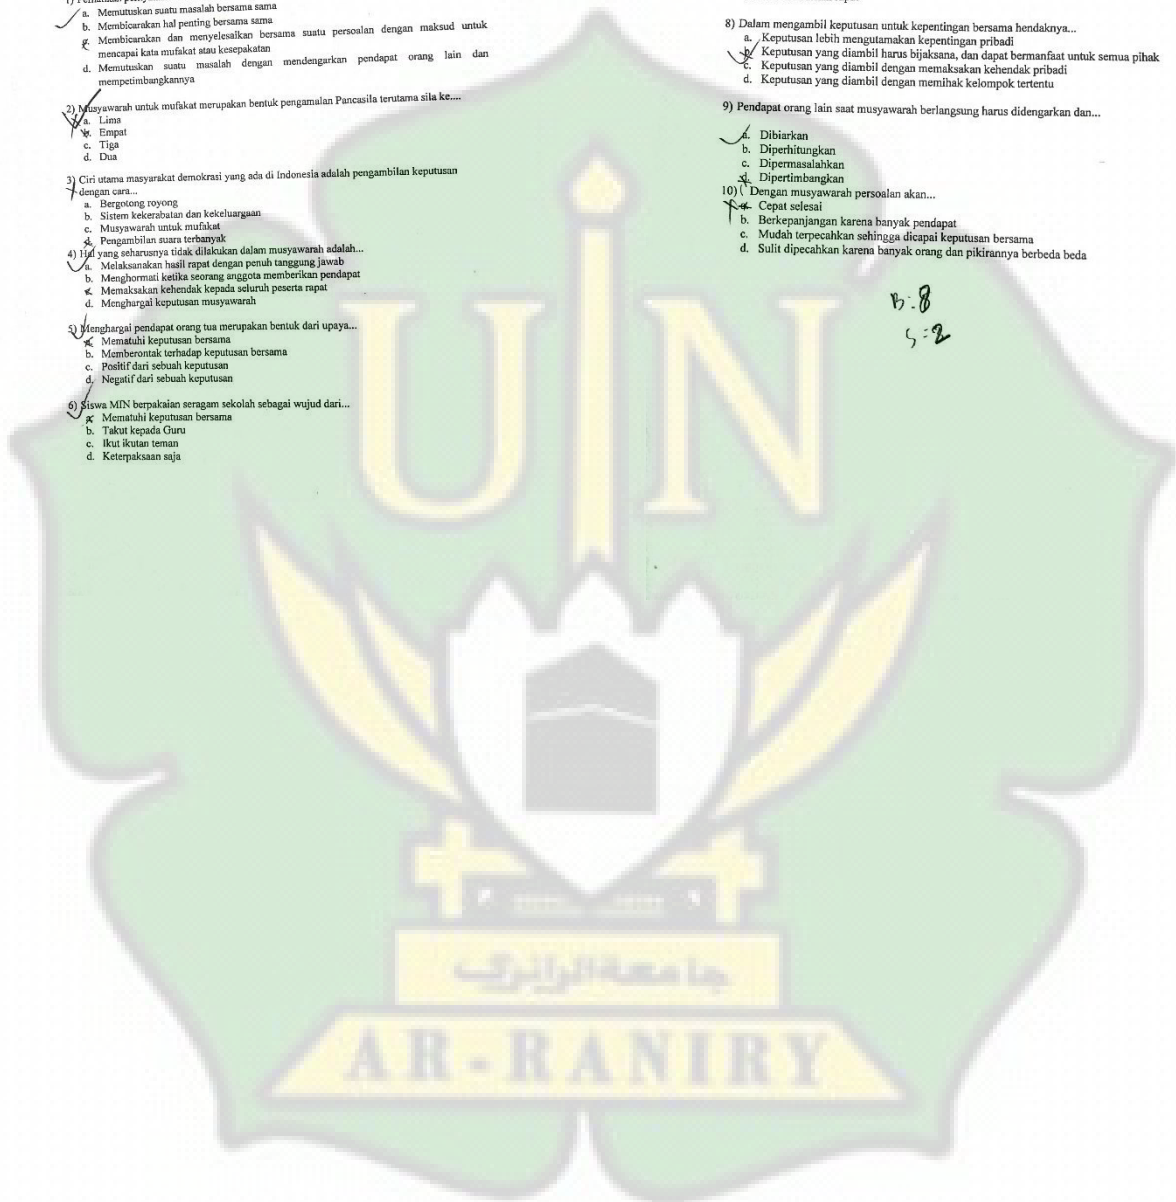 a. Memutuskan suatu masalah bersama sama
b. Membicarakan hal penting bersama sama
c. Membicarakan dan menyelesaikan bersama suatu persoalan dengan maksud untuk
mencapai kata mufakat atau kesepakatan
d. Memutuskan suatu masalah dengan mendengarkan pendapat orang lain dan
mempetimbangkannya
2) Musyawarah untuk mufakat merupakan bentuk pengamalan Pancasila terutama sila ke....
a. Lima
b. Empat
c. Tiga
d. Dua
3) Ciri utama masyarakat demokrasi yang ada di Indonesia adalah pengambilan keputusan
dengan cara...
a. Bergotong royong
b. Sistem kekerabatan dan kekeluargaan
c. Musyawarah untuk mufakat
d. Pengambilan suara terbanyak
4) Hal yang seharusnya tidak dilakukan dalam musyawarah adalah...
a. Melaksanakan hasil rapat dengan penuh tanggung jawab
b. Menghormati ketika seorang anggota memberikan pendapat
c. Memaksakan kehendak kepada seluruh peserta rapat
d. Menghargai keputusan musyawarah
5) Menghargai pendapat orang tua merupakan bentuk dari upaya...
a. Mematuhi keputusan bersama
b. Memberontak terhadap keputusan bersama
c. Positif dari sebuah keputusan
d. Negatif dari sebuah keputusan
6) Siswa MIN berpakaian seragam sekolah sebagai wujud dari...
a. Mematuhi keputusan bersama
b. Takut kepada Guru
c. Ikut ikutan teman
d. Keterpaksaan saja
8) Dalam mengambil keputusan untuk kepentingan bersama hendaknya...
a. Keputusan lebih mengutamakan kepentingan pribadi
b. Keputusan yang diambil harus bijaksana, dan dapat bermanfaat untuk semua pihak
c. Keputusan yang diambil dengan memaksakan kehendak pribadi
d. Keputusan yang diambil dengan memihak kelompok tertentu
9) Pendapat orang lain saat musyawarah berlangsung harus didengarkan dan...
a. Dibiarkan
b. Diperhitungkan
c. Dipermasalahkan
d. Dipertimbangkan
10) Dengan musyawarah persoalan akan...
a. Cepat selesai
b. Berkepanjangan karena banyak pendapat
c. Mudah terpecahkan sehingga dicapai keputusan bersama
d. Sulit dipecahkan karena banyak orang dan pikirannya berbeda beda
B: 8
S = 2
UIN
جامعة الرانري
AR-RANIRY